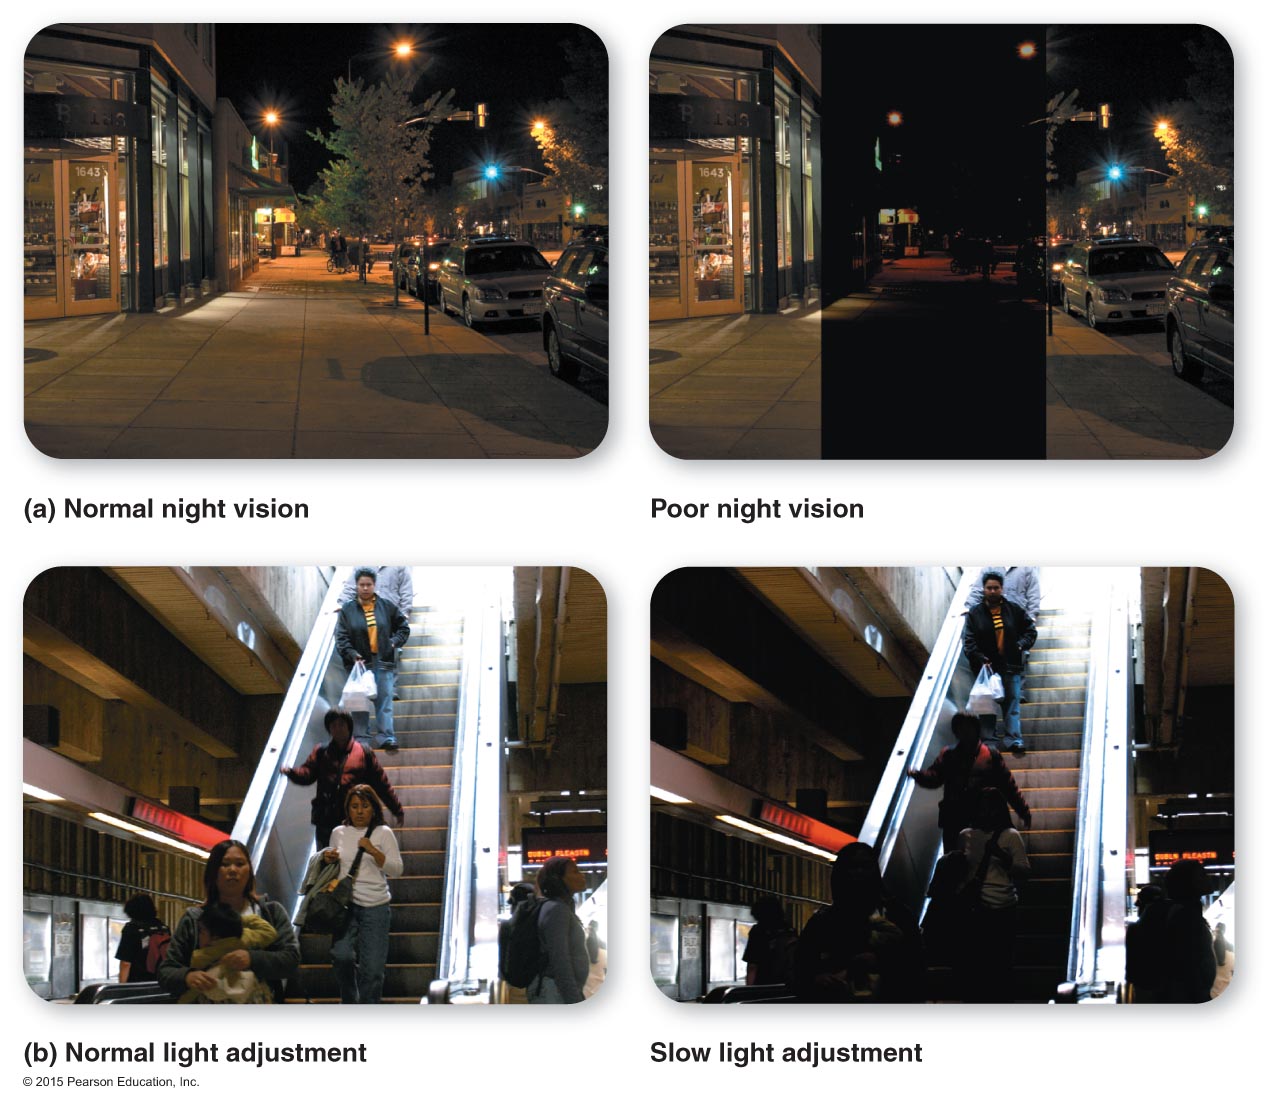 1643
1643
(a) Normal night vision
Poor night vision
(b) Normal light adjustment
Slow light adjustment
© 2015 Pearson Education, Inc.